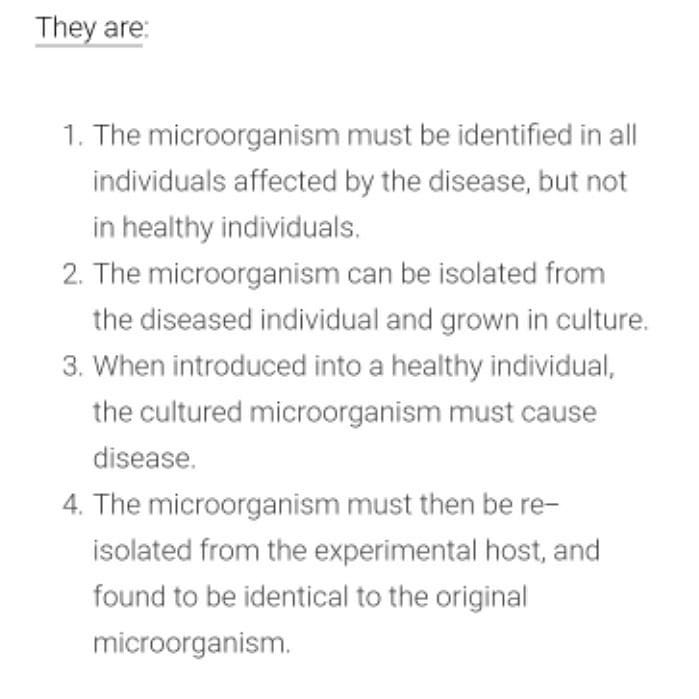 They are:
1. The microorganism must be identified in all
individuals affected by the disease, but not
in healthy individuals.
2. The microorganism can be isolated from
the diseased individual and grown in culture.
3. When introduced into a healthy individual,
the cultured microorganism must cause
disease.
4. The microorganism must then be re–
isolated from the experimental host, and
found to be identical to the original
microorganism.